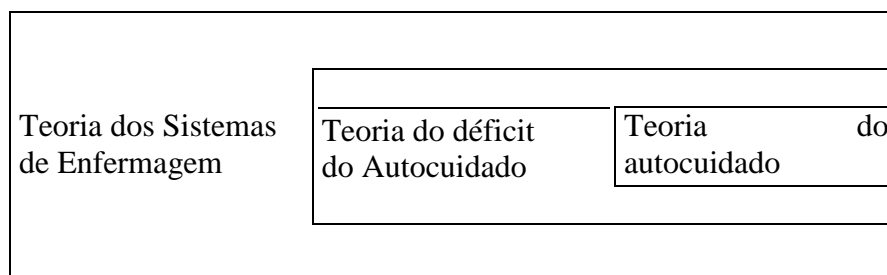 Teoria dos Sistemas
de Enfermagem
Teoria do déficit
do Autocuidado
Teoria do
autocuidado